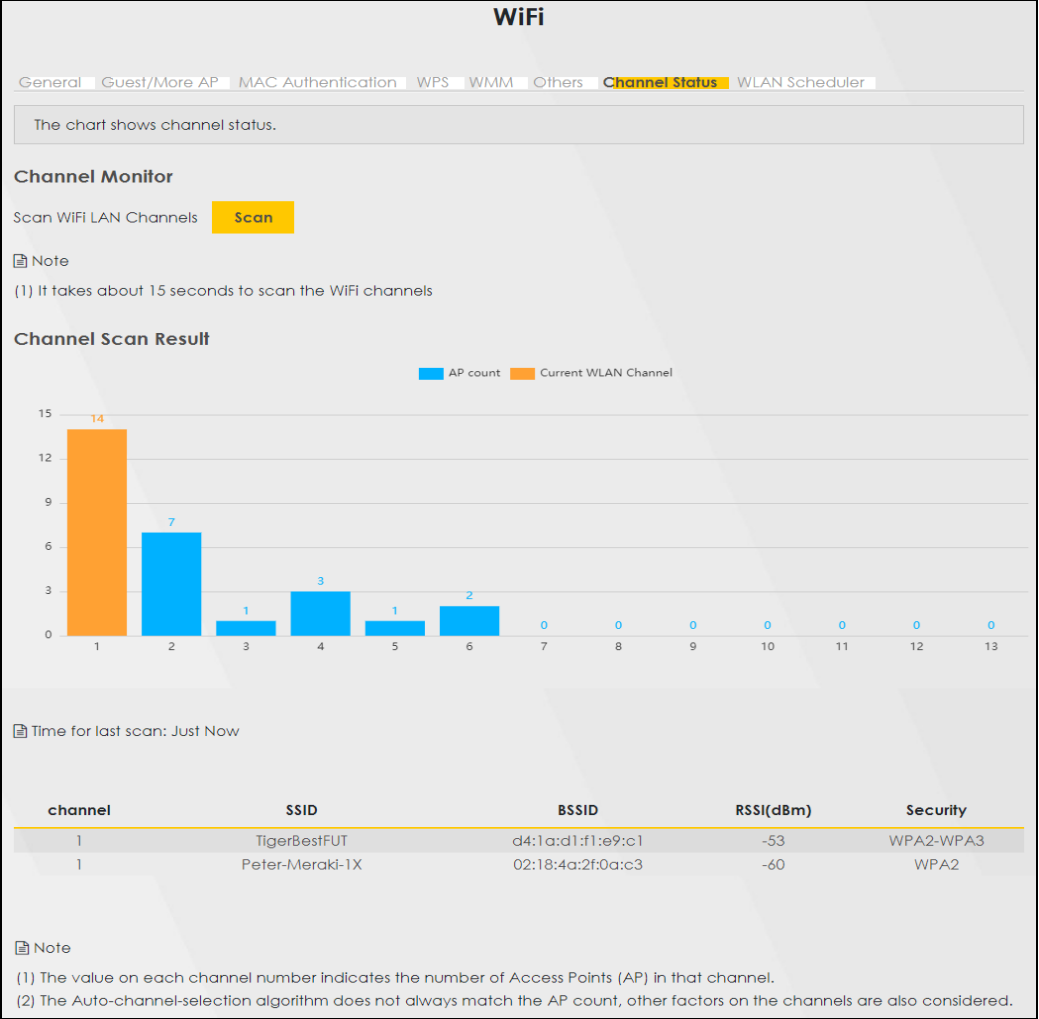 WiFi
General Guest/More AP MAC Authentication WPS WMM Others Channel Status WLAN Scheduler
The chart shows channel status.
Channel Monitor
Scan WiFi LAN Channels Scan
Note
(1) It takes about 15 seconds to scan the WiFi channels
Channel Scan Result
AP count Current WLAN Channel
15
14
12
9
7
6
3
3
2
1 1
0 0 0 0 0 0 0
0
1 2 3 4 5 6 7 8 9 10 11 12 13
Time for last scan: Just Now
channel SSID BSSID RSSI(dBm) Security
1 TigerBestFUT d4:1a:d1:f1:e9:c1 -53 WPA2-WPA3
1 Peter-Meraki-1X 02:18:4a:2f:0a:c3 -60 WPA2
Note
(1) The value on each channel number indicates the number of Access Points (AP) in that channel.
(2) The Auto-channel-selection algorithm does not always match the AP count, other factors on the channels are also considered.